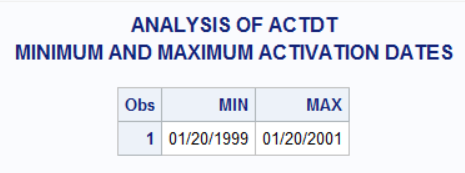 ANALYSIS OF ACTDT
MINIMUM AND MAXIMUM ACTIVATION DATES
Obs MIN MAX
1 01/20/1999 01/20/2001